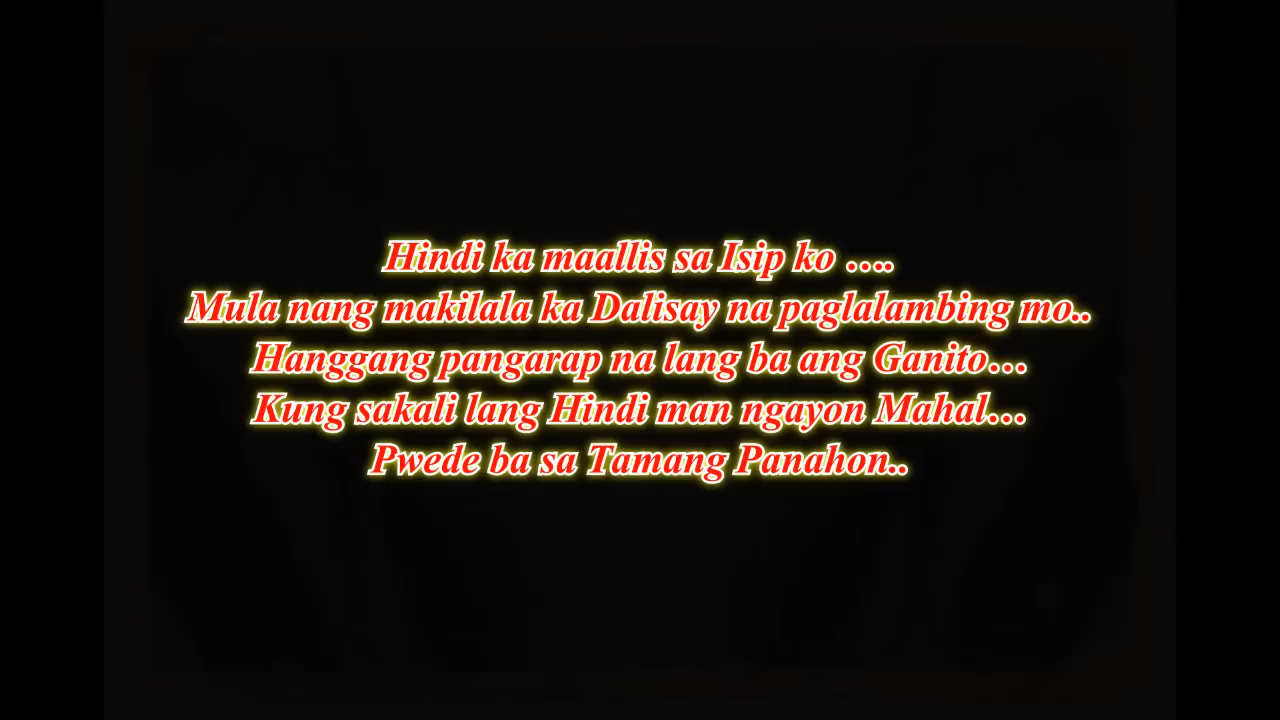 Hindi ka maallis sa Isip ko ....
Mula nang makilala ka Dalisay na paglalambing mo..
Hanggang pangarap na lang ba ang Ganito...
Kung sakali lang Hindi man ngayon Mahal...
Pwede ba sa Tamang Panahon..